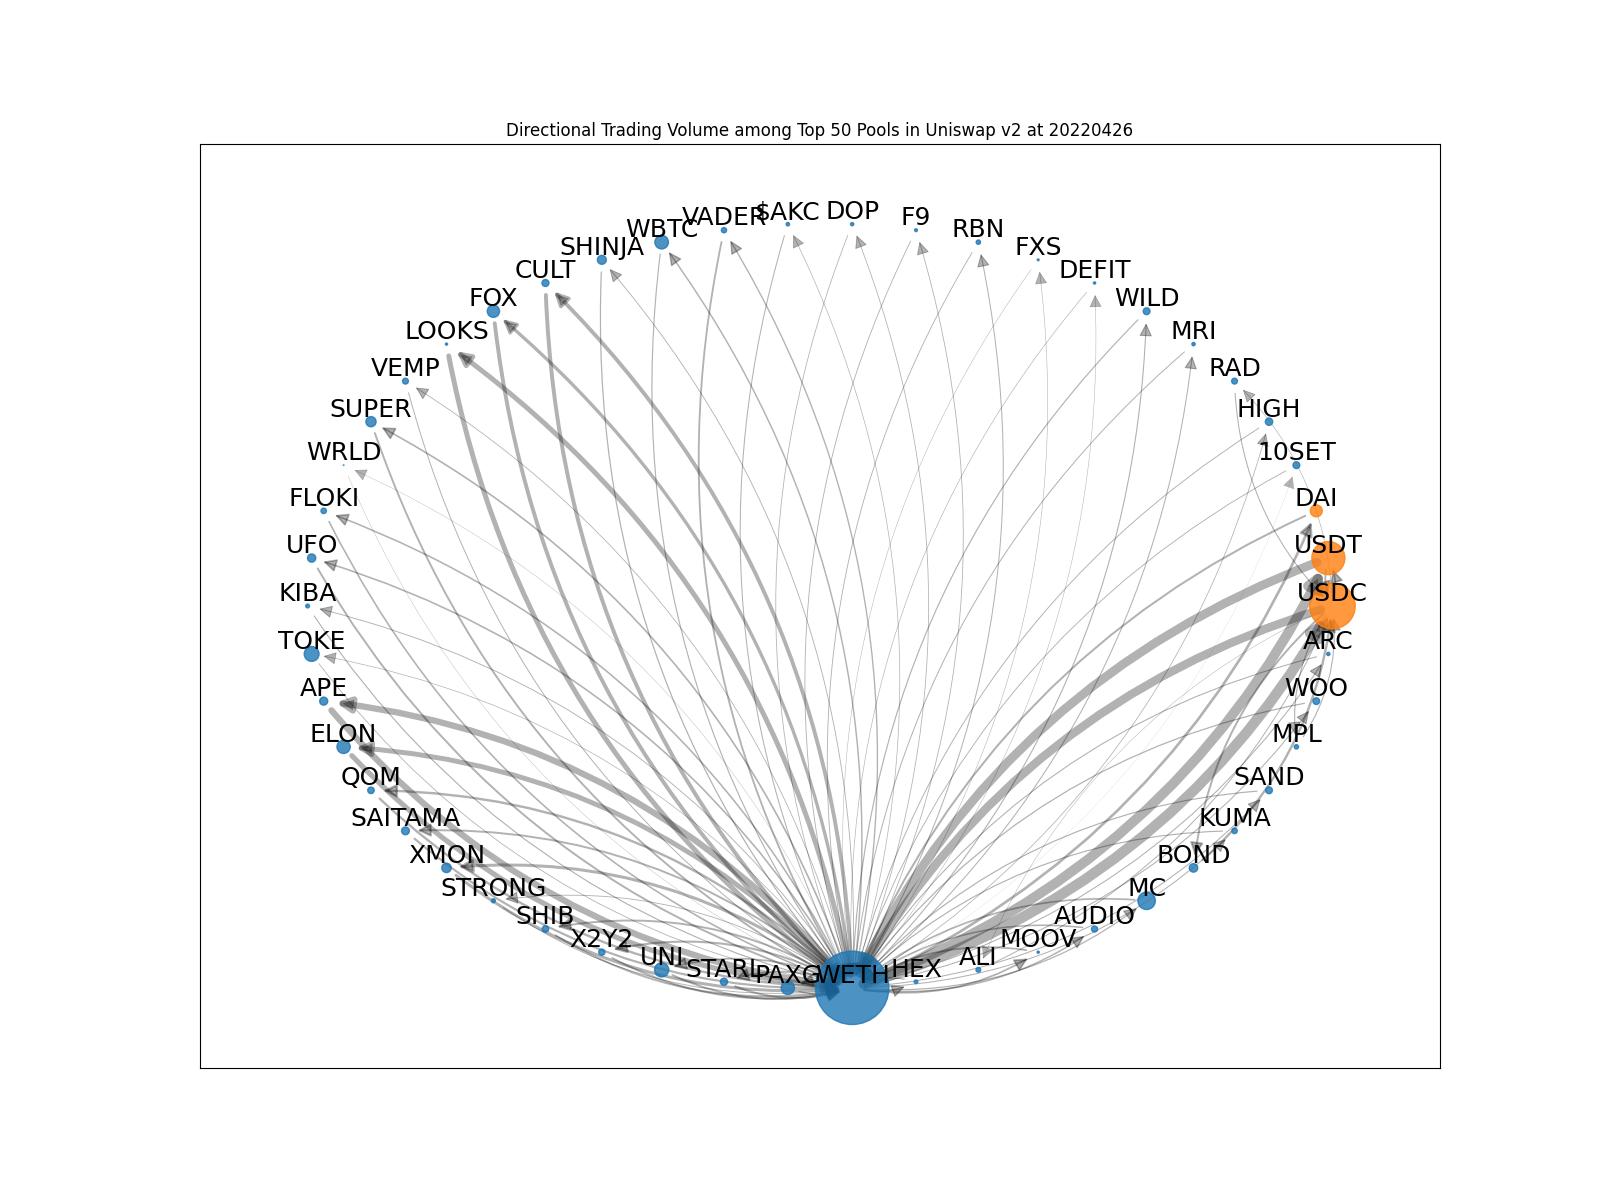 Directional Trading Volume among Top 50 Pools in Uniswap v2 at 20220426
VADER $AKC DOP F9
WBTC RBN
SHINJA FXS
CULT DEFIT
FOX WILD
LOOKS MRI
VEMP RAD
SUPER HIGH
WRLD 10SET
FLOKI DAI
UFO USDT
KIBA USDC
TOKE ARC
APE WOO
ELON MPL
QOM SAND
SAITAMA KUMA
XMON BOND
STRONG MC
SHIB AUDIO
X2Y2 MOOV
UNI ALI
STARL PAXG WETH HEX